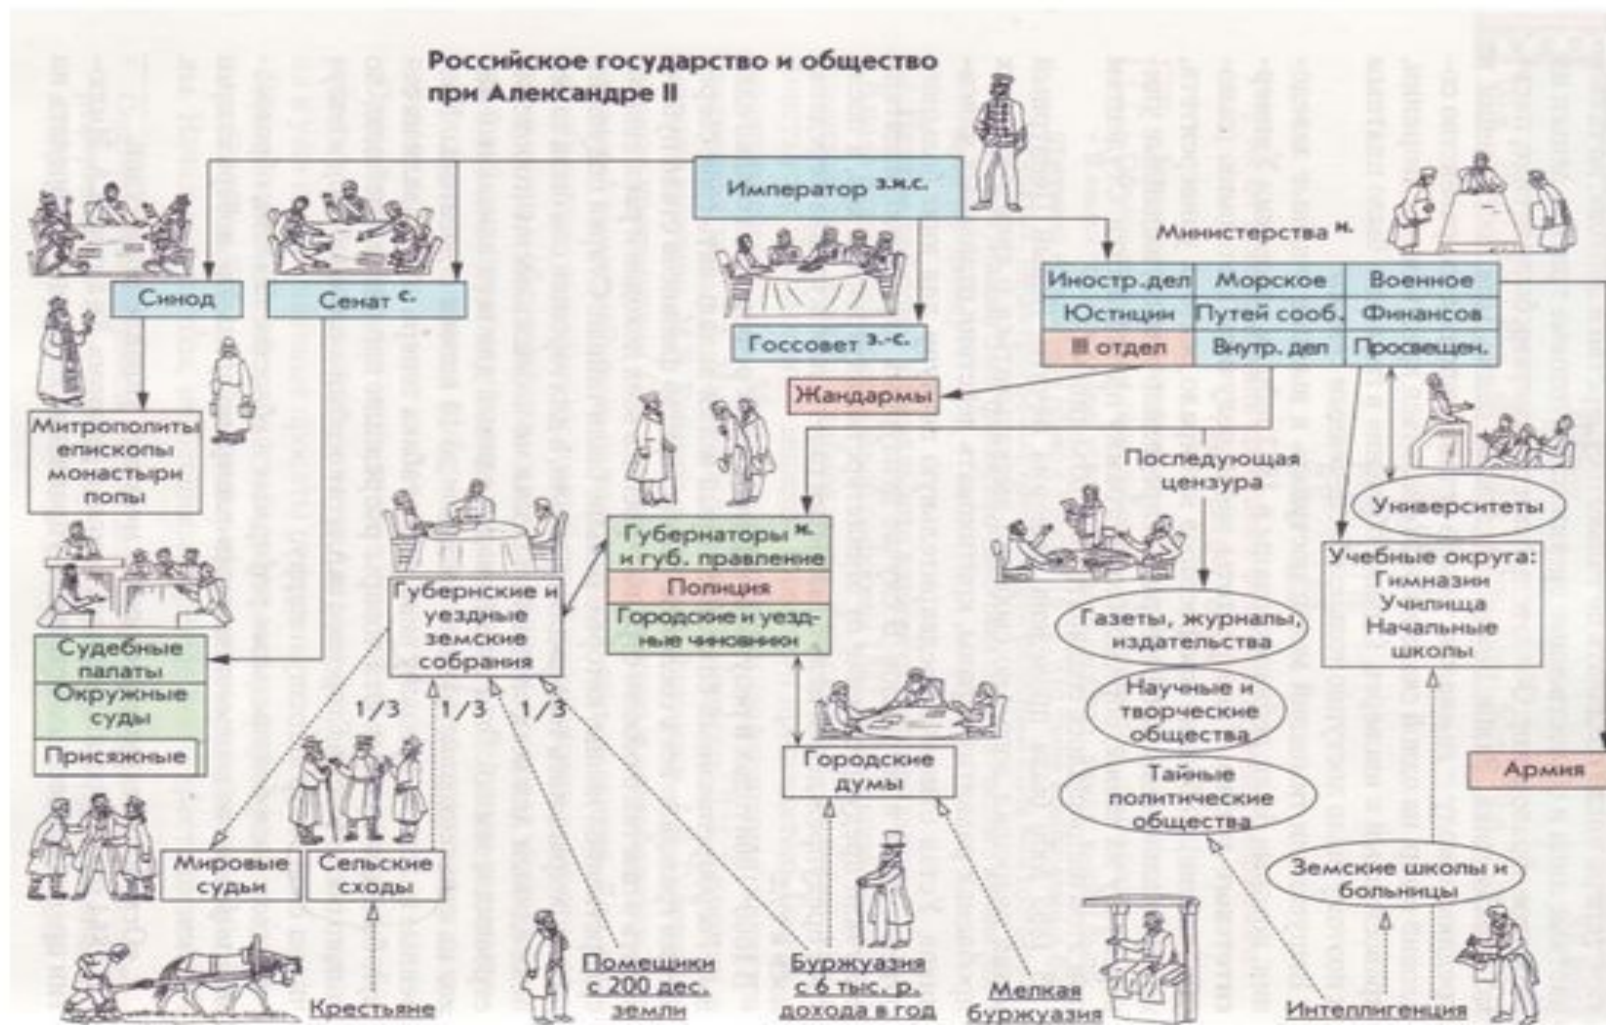 Российское государство и общество
при Александре II
Император з.и.с.
Министерства и.
Синод
Сенат с.
Госсовет з.-с.
Иностр.дел
Морское
Военное
Юстиции
Путей сооб.
Финансов
III отдел
Внутр. дел
Просвещен.
Жандармы
Митрополиты
епископы
монастыри
попы
Последующая
цензура
Университеты
Губернаторы и.
и губ. правление
Полиция
Городские и уезд-
ные чиновники
Губернские и
уездные
земские
собрания
Учебные округа:
Гимназии
Училища
Начальные
школы
Газеты, журналы,
издательства
Судебные
палаты
Окружные
суды
Присяжные
Научные и
творческие
общества
1/3
1/3
1/3
Городские
думы
Тайные
политические
общества
Армия
Мировые
судьи
Сельские
сходы
Земские школы и
больницы
Крестьяне
Помещики
с 200 дес.
земли
Буржуазия
с 6 тыс. р.
дохода в год
Мелкая
буржуазия
Интеллигенция